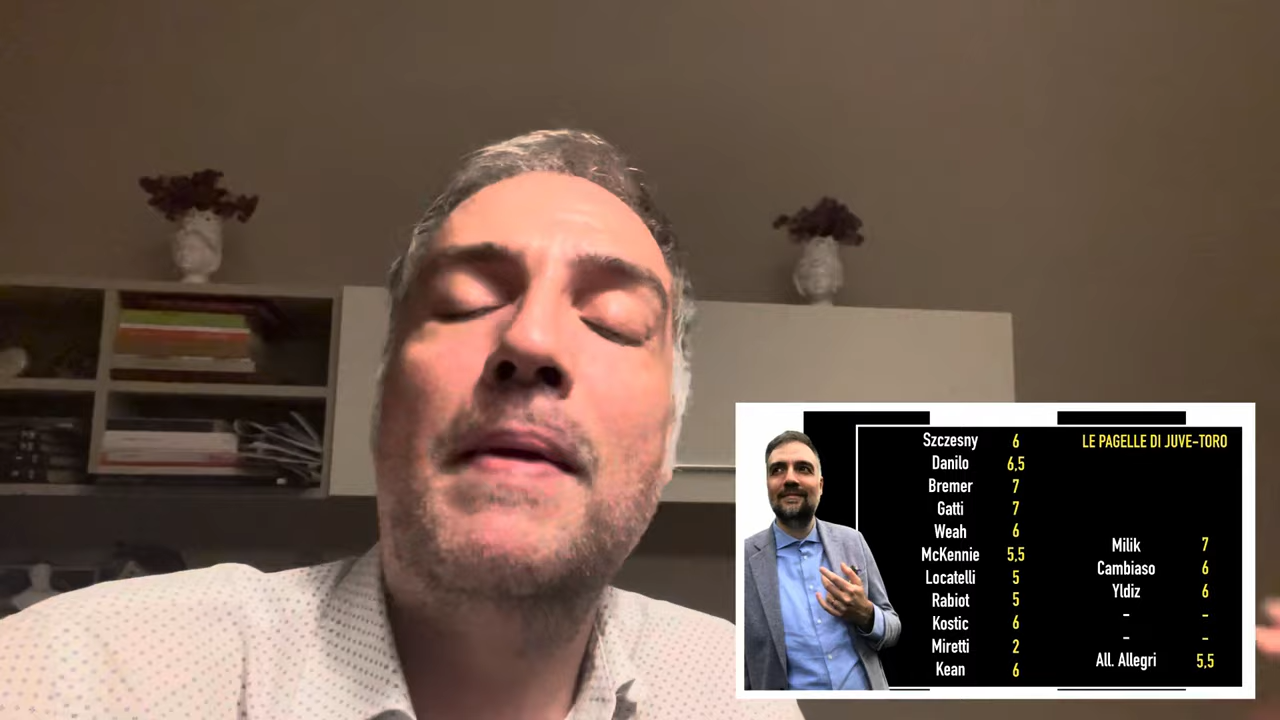 LE PAGELLE DI JUVE-TORO
Szczesny 6
Danilo 6,5
Bremer 7
Gatti 7
Weah 6
McKennie 5,5
Locatelli 5
Rabiot 5
Kostic 6
Miretti 2
Kean 6
Milik 7
Cambiaso 6
Yldiz 6
- -
- -
All. Allegri 5,5